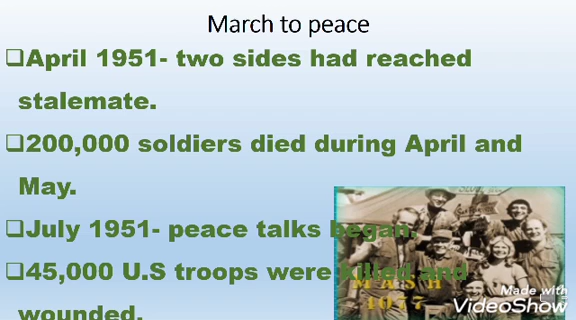 March to peace
❑April 1951- two sides had reached
stalemate.
❑200,000 soldiers died during April and
May.
❑July 1951- peace talks began.
❑45,000 U.S troops were killed and
wounded.
M*A*S*H
4077
Made with
VideoShow